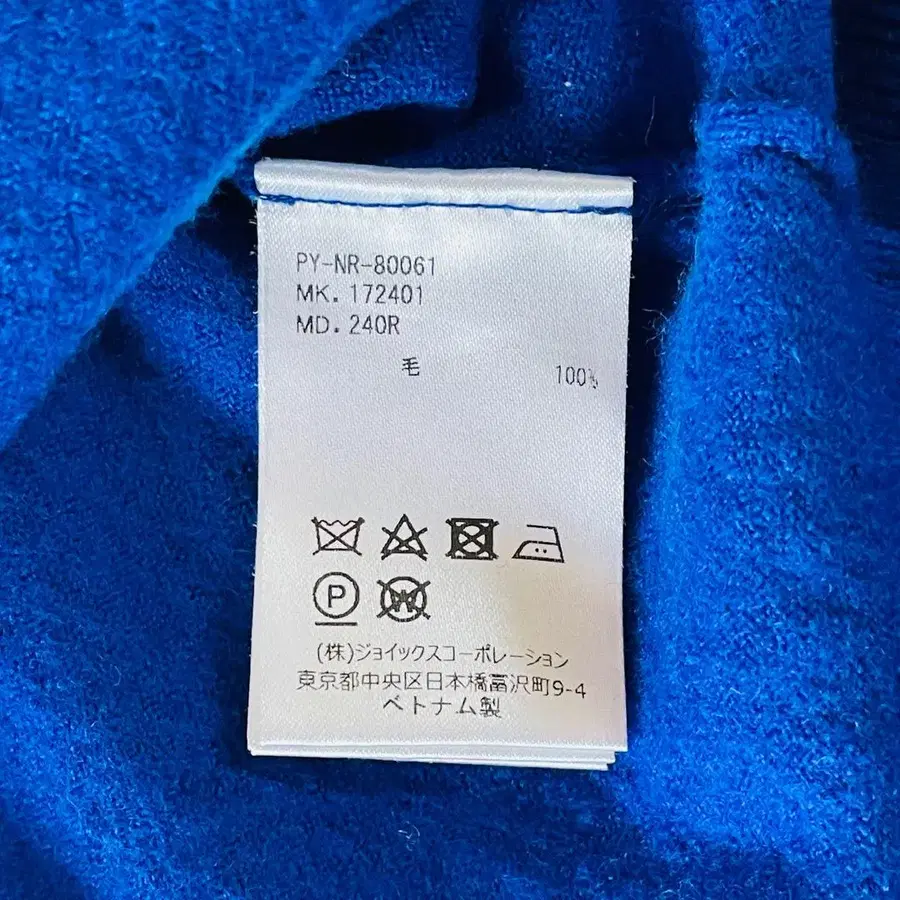 PY-NR-80061
MK. 172401
MD. 240R
毛 100%
P
W
(株)ジョイックスコーポレーション
東京都中央区日本橋富沢町9-4
ベトナム製